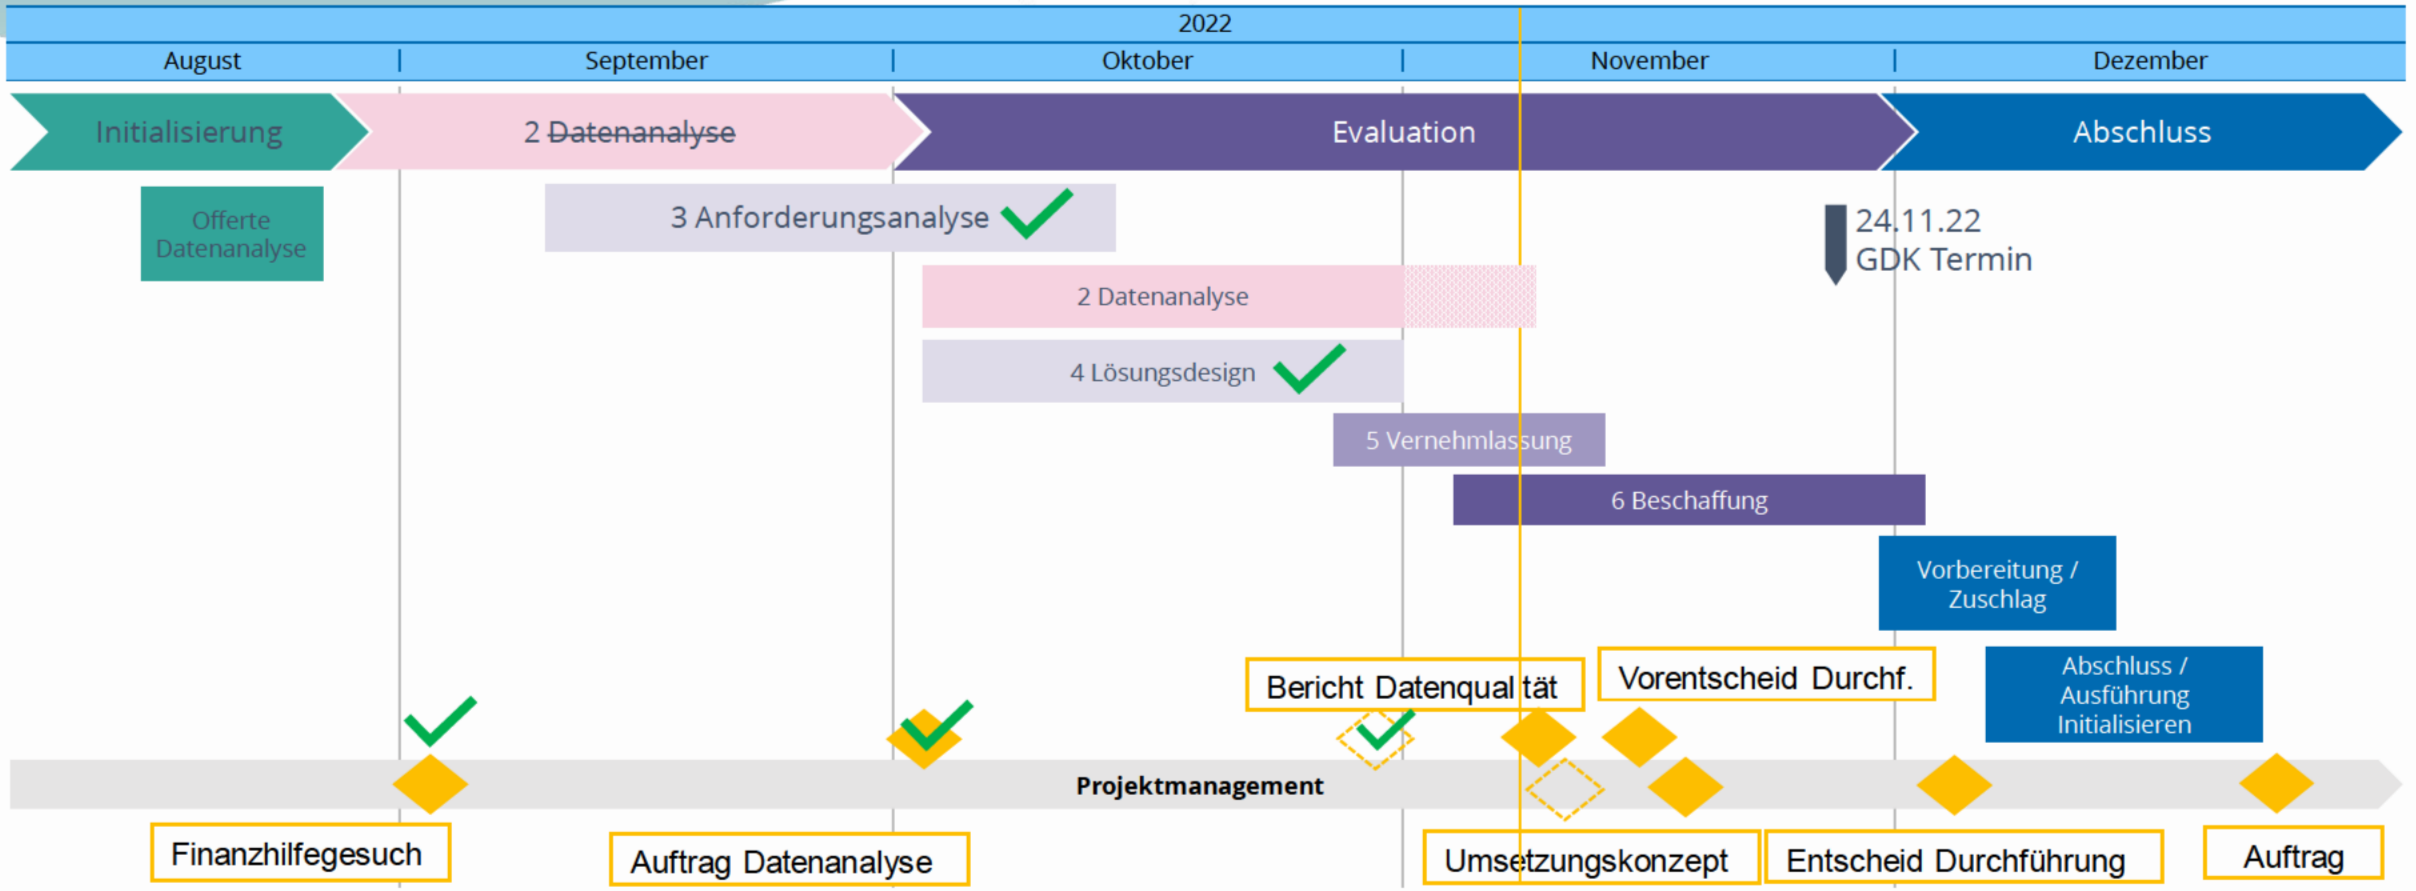 2022
August
September
Oktober
November
Dezember
Initialisierung
2 Datenanalyse
Evaluation
Abschluss
Offerte
Datenanalyse
3 Anforderungsanalyse
24.11.22
GDK Termin
2 Datenanalyse
4 Lösungsdesign
5 Vernehmlassung
6 Beschaffung
Vorbereitung /
Zuschlag
Abschluss /
Ausführung
Initialisieren
Bericht Datenqualität
Vorentscheid Durchf.
Projektmanagement
Finanzhilfegesuch
Auftrag Datenanalyse
Umsetzungskonzept
Entscheid Durchführung
Auftrag